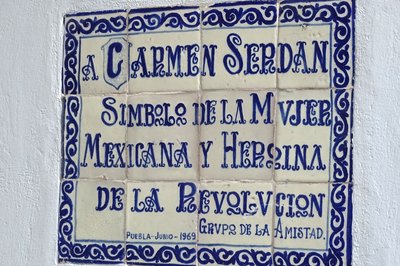 A CARMEN SERDAN
SIMBOLO DE LA MVJER
MEXICANA Y HEROINA
DE LA REVOLVCION
PUEBLA-JUNIO-1969 GRVPO DE LA AMISTAD.